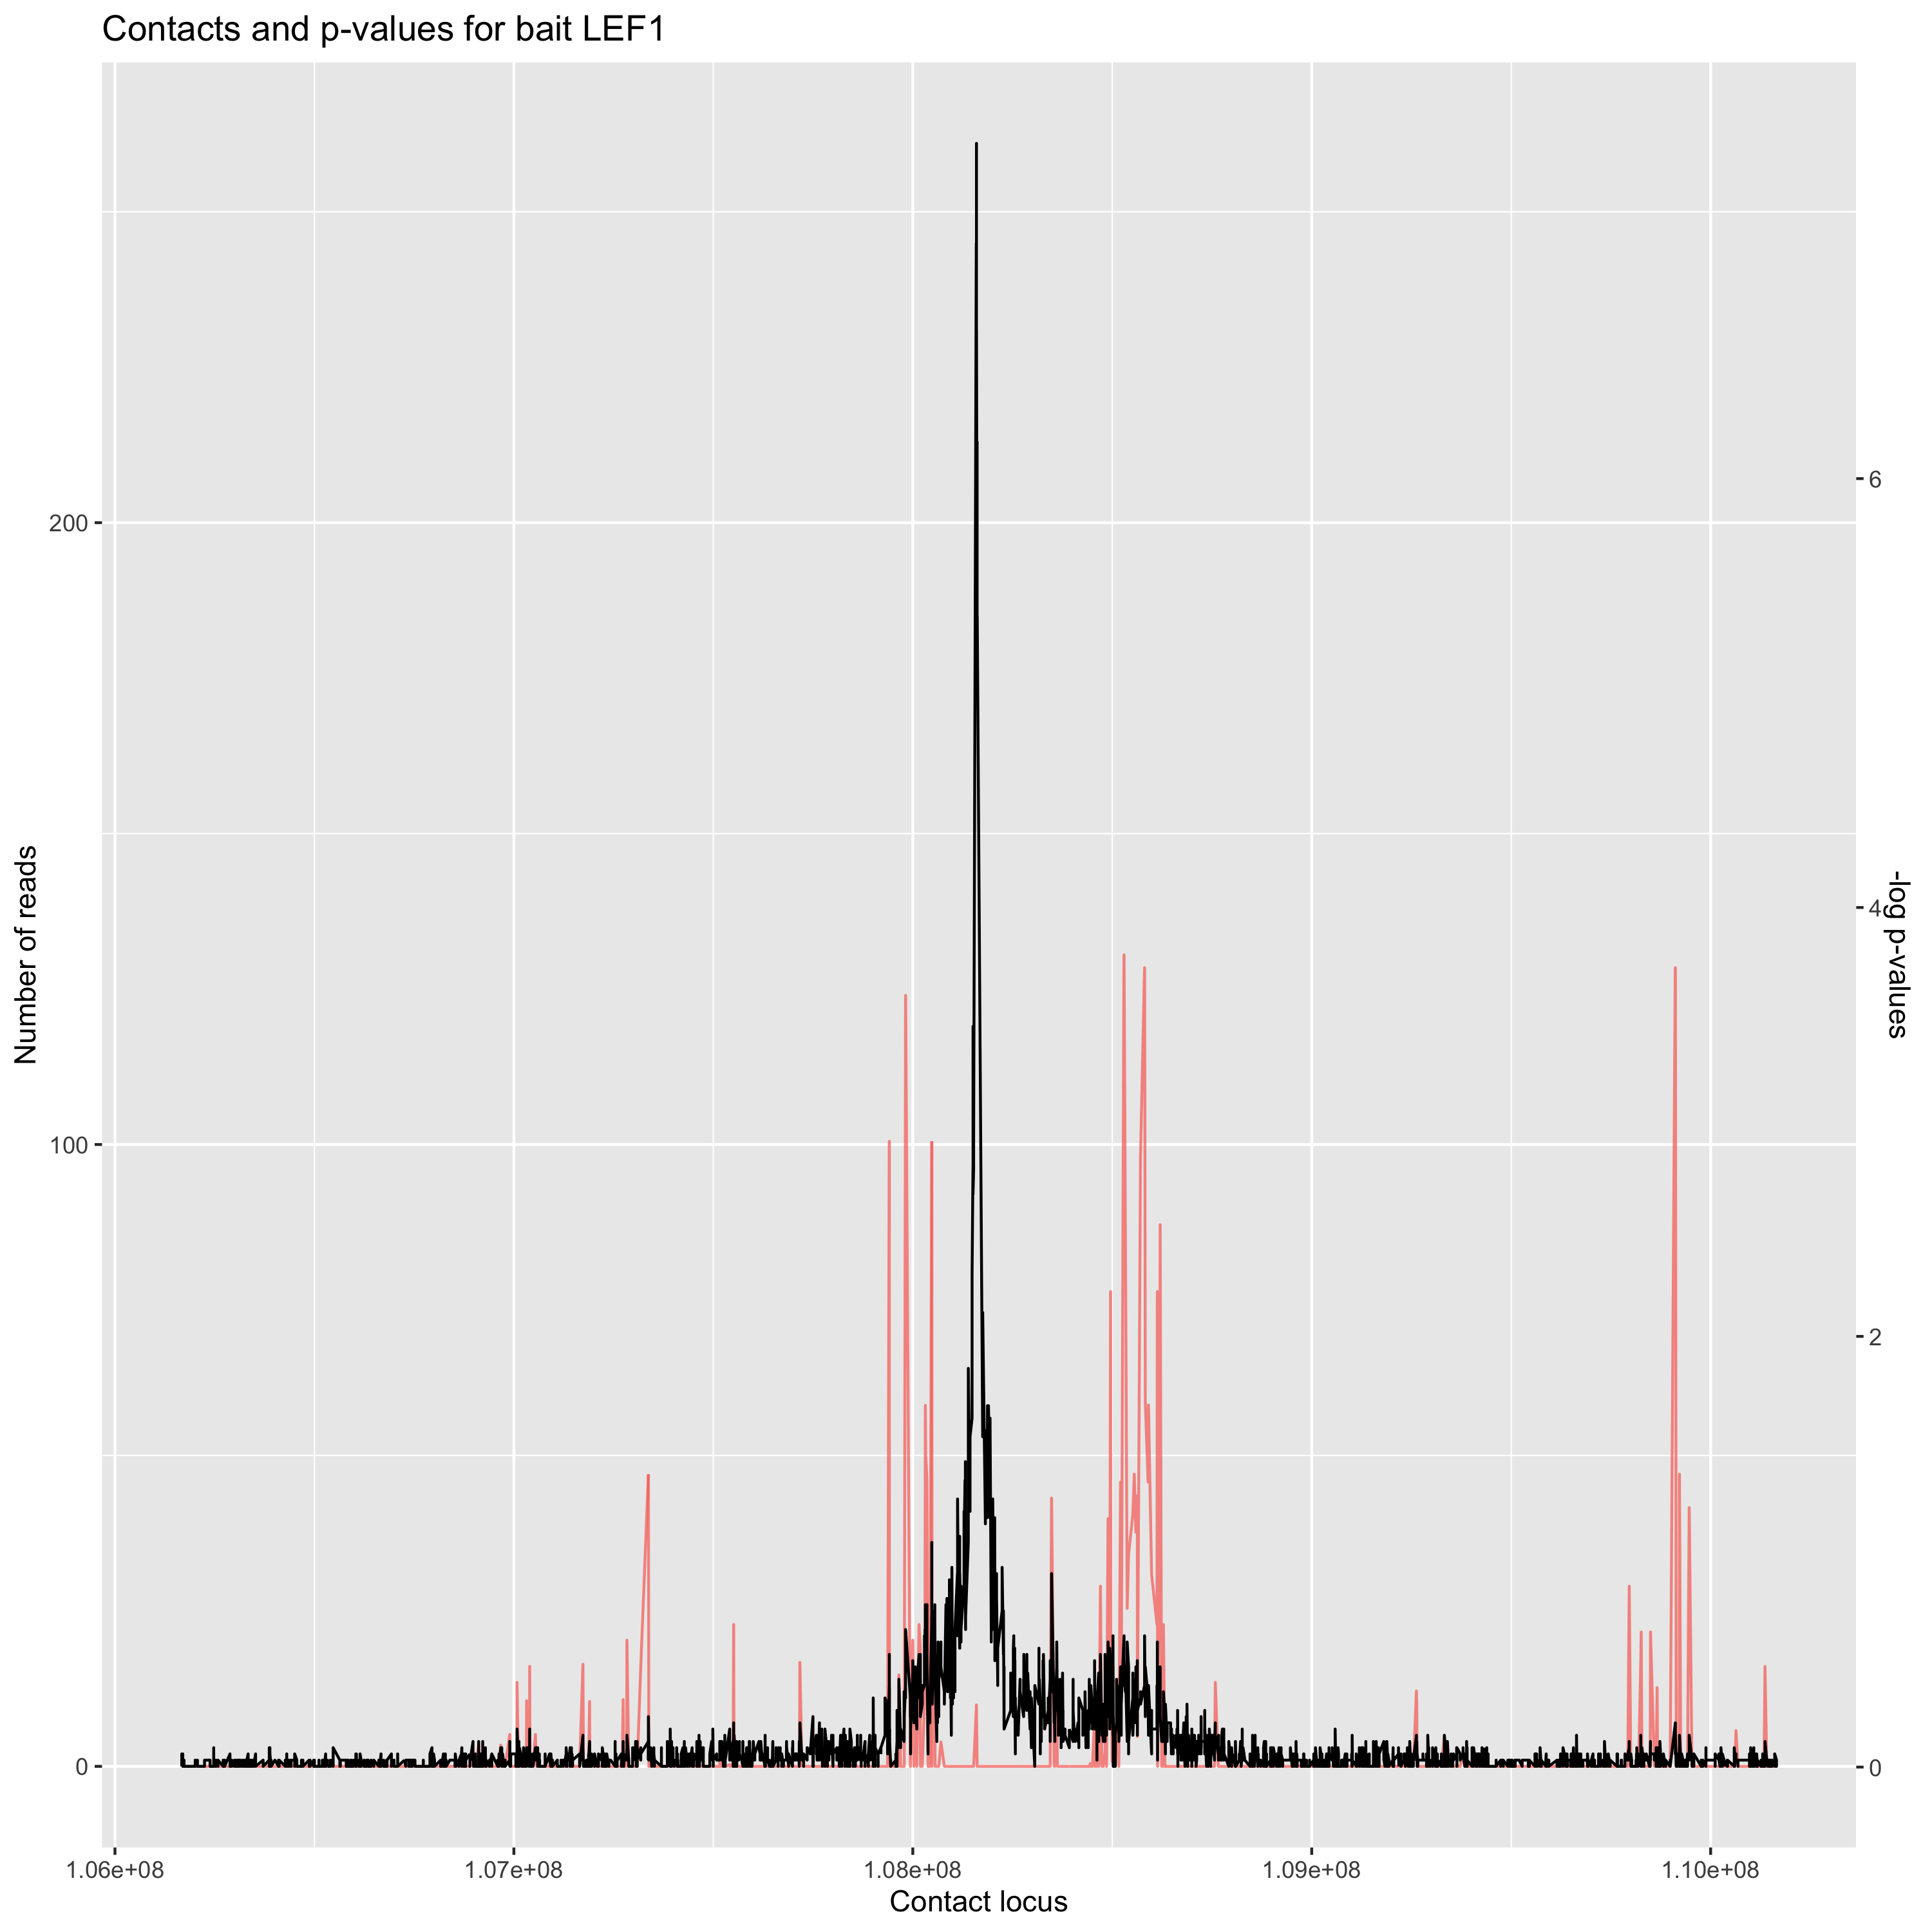 Contacts and p-values for bait LEF1
Number of reads
200
100
0
6
4
2
0
-log p-values
1.06e+08
1.07e+08
1.08e+08
1.09e+08
1.10e+08
Contact locus